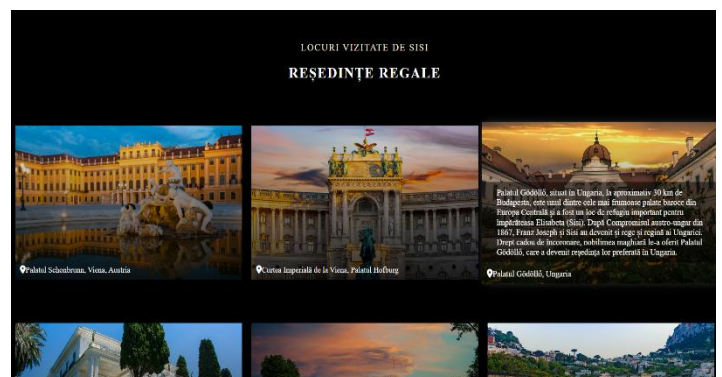 LOCURI VIZITATE DE SISI
REȘEDINȚE REGALE
Palatul Schonbrunn, Viena, Austria
Curtea Imperială de la Viena, Palatul Hofburg
Palatul Gödöllő, situat în Ungaria, la aproximativ 30 km de
Budapesta, este unul dintre cele mai frumoase palate baroce din
Europa Centrală și a fost un loc de refugiu important pentru
împărăteasa Elisabeta (Sisi). După Compromisul austro-ungar din
1867, Franz Joseph și Sisi au devenit și rege și regină ai Ungariei.
Drept cadou de încoronare, nobilimea maghiară le-a oferit Palatul
Gödöllő, care a devenit reședința lor preferată în Ungaria.
Palatul Gödöllő, Ungaria